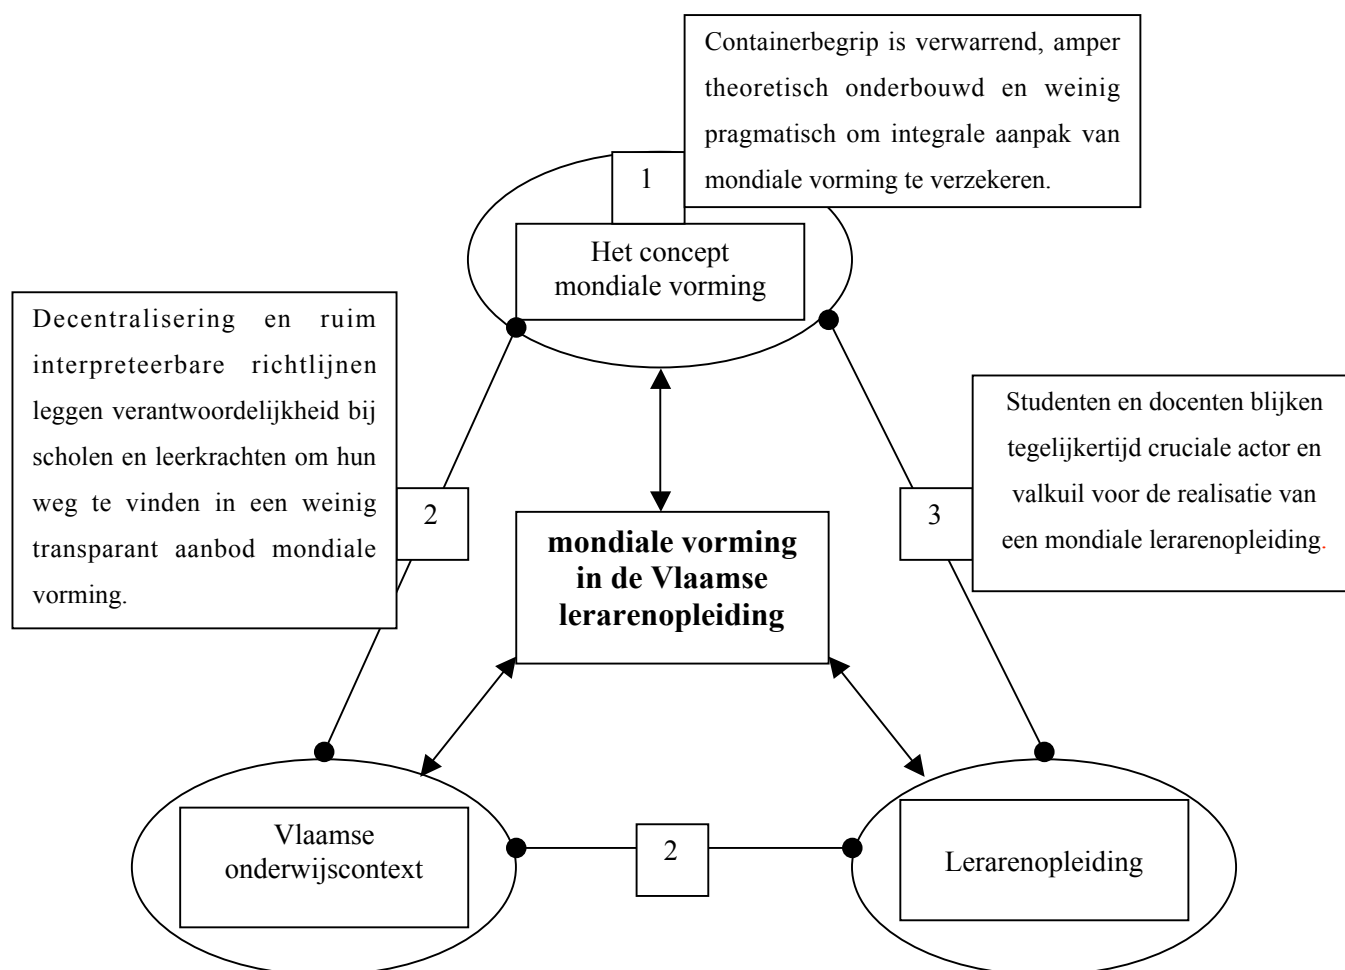 Containerbegrip is verwarrend, amper
theoretisch onderbouwd en weinig
pragmatisch om integrale aanpak van
mondiale vorming te verzekeren.
1
Het concept
mondiale vorming
Decentralisering en ruim
interpreteerbare richtlijnen
leggen verantwoordelijkheid bij
scholen en leerkrachten om hun
weg te vinden in een weinig
transparant aanbod mondiale
vorming.
2
Studenten en docenten blijken
tegelijkertijd cruciale actor en
valkuil voor de realisatie van
een mondiale lerarenopleiding.
3
mondiale vorming
in de Vlaamse
lerarenopleiding
Vlaamse
onderwijscontext
2
Lerarenopleiding